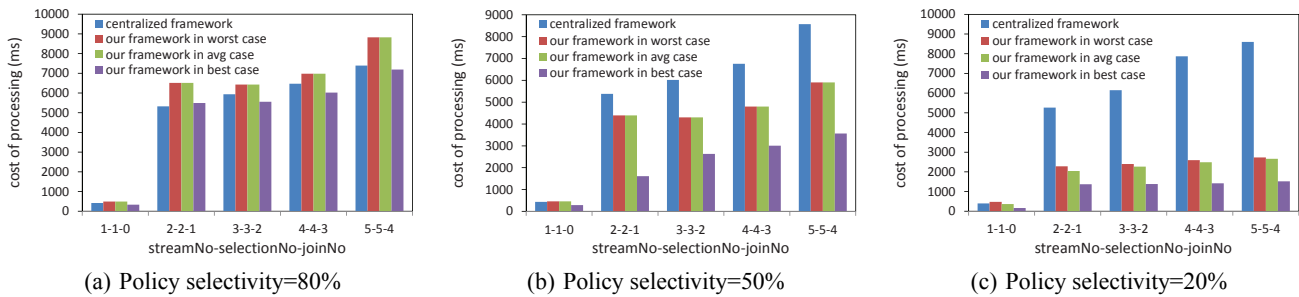 centralized framework
our framework in worst case
our framework in avg case
our framework in best case
cost of processing (ms)
10000
9000
8000
7000
6000
5000
4000
3000
2000
1000
0
1-1-0 2-2-1 3-3-2 4-4-3 5-5-4
streamNo-selectionNo-joinNo
(a) Policy selectivity=80%
centralized framework
our framework in worst case
our framework in avg case
our framework in best case
cost of processing (ms)
9000
8000
7000
6000
5000
4000
3000
2000
1000
0
1-1-0 2-2-1 3-3-2 4-4-3 5-5-4
streamNo-selectionNo-joinNo
(b) Policy selectivity=50%
centralized framework
our framework in worst case
our framework in avg case
our framework in best case
cost of processing (ms)
10000
9000
8000
7000
6000
5000
4000
3000
2000
1000
0
1-1-0 2-2-1 3-3-2 4-4-3 5-5-4
streamNo-selectionNo-joinNo
(c) Policy selectivity=20%